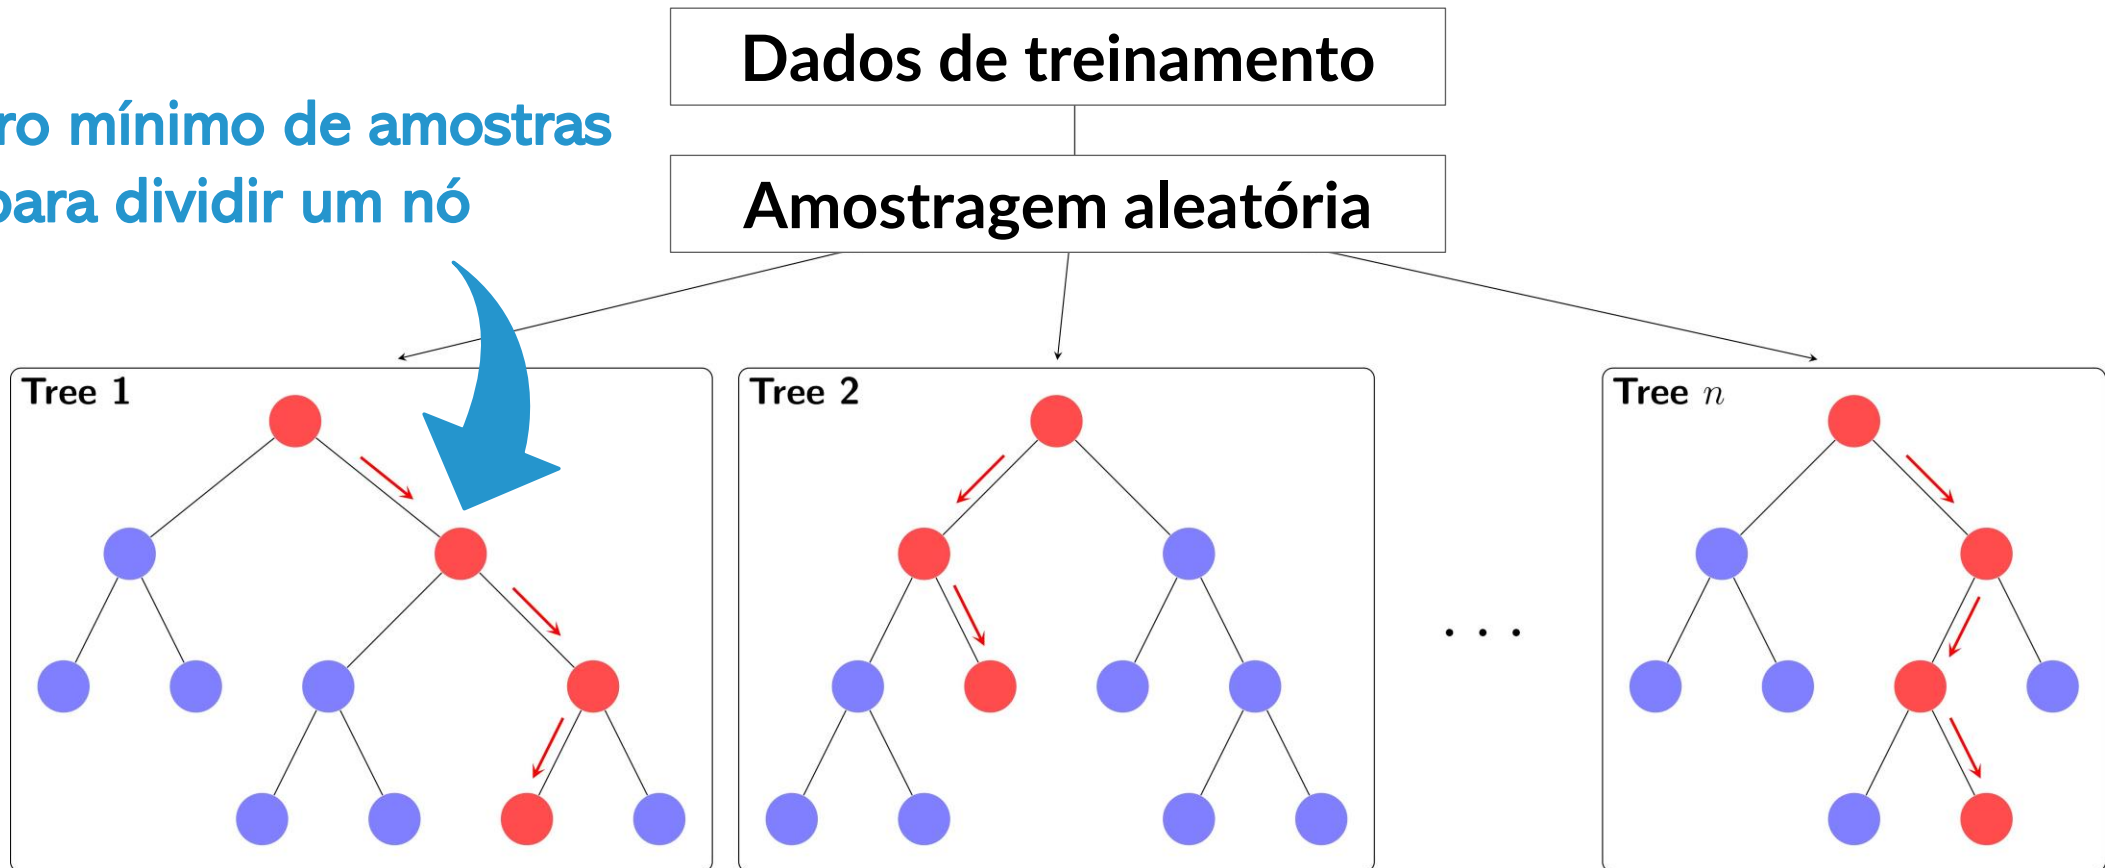 Dados de treinamento
ro mínimo de amostras
para dividir um nó
Amostragem aleatória
Tree 1
Tree 2
. . .
Tree n